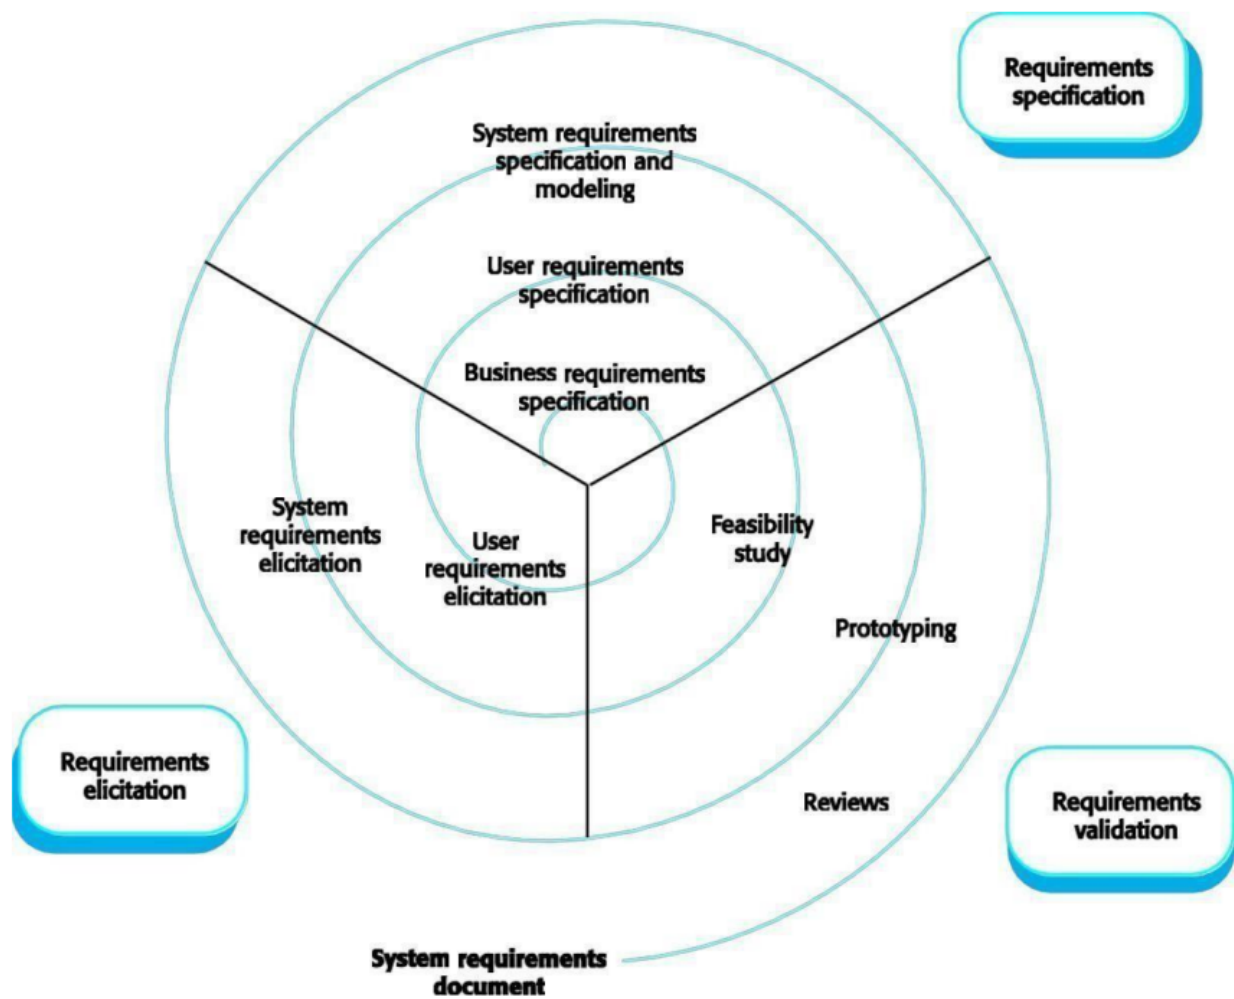 Requirements
specification
System requirements
specification and
modeling
User requirements
specification
Business requirements
specification
System
requirements
elicitation
User
requirements
elicitation
Feasibility
study
Prototyping
Reviews
Requirements
elicitation
Requirements
validation
System requirements
document